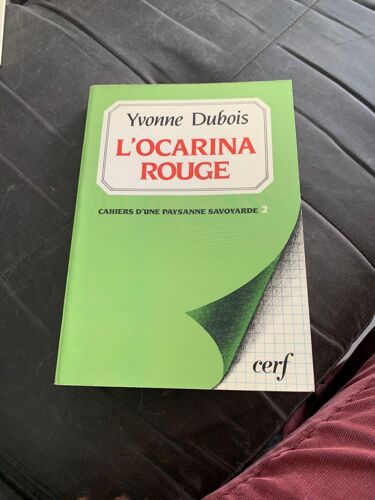 Yvonne Dubois
L'OCARINA
ROUGE
CAHIERS D'UNE PAYSANNE SAVOYARDE 2
cerf